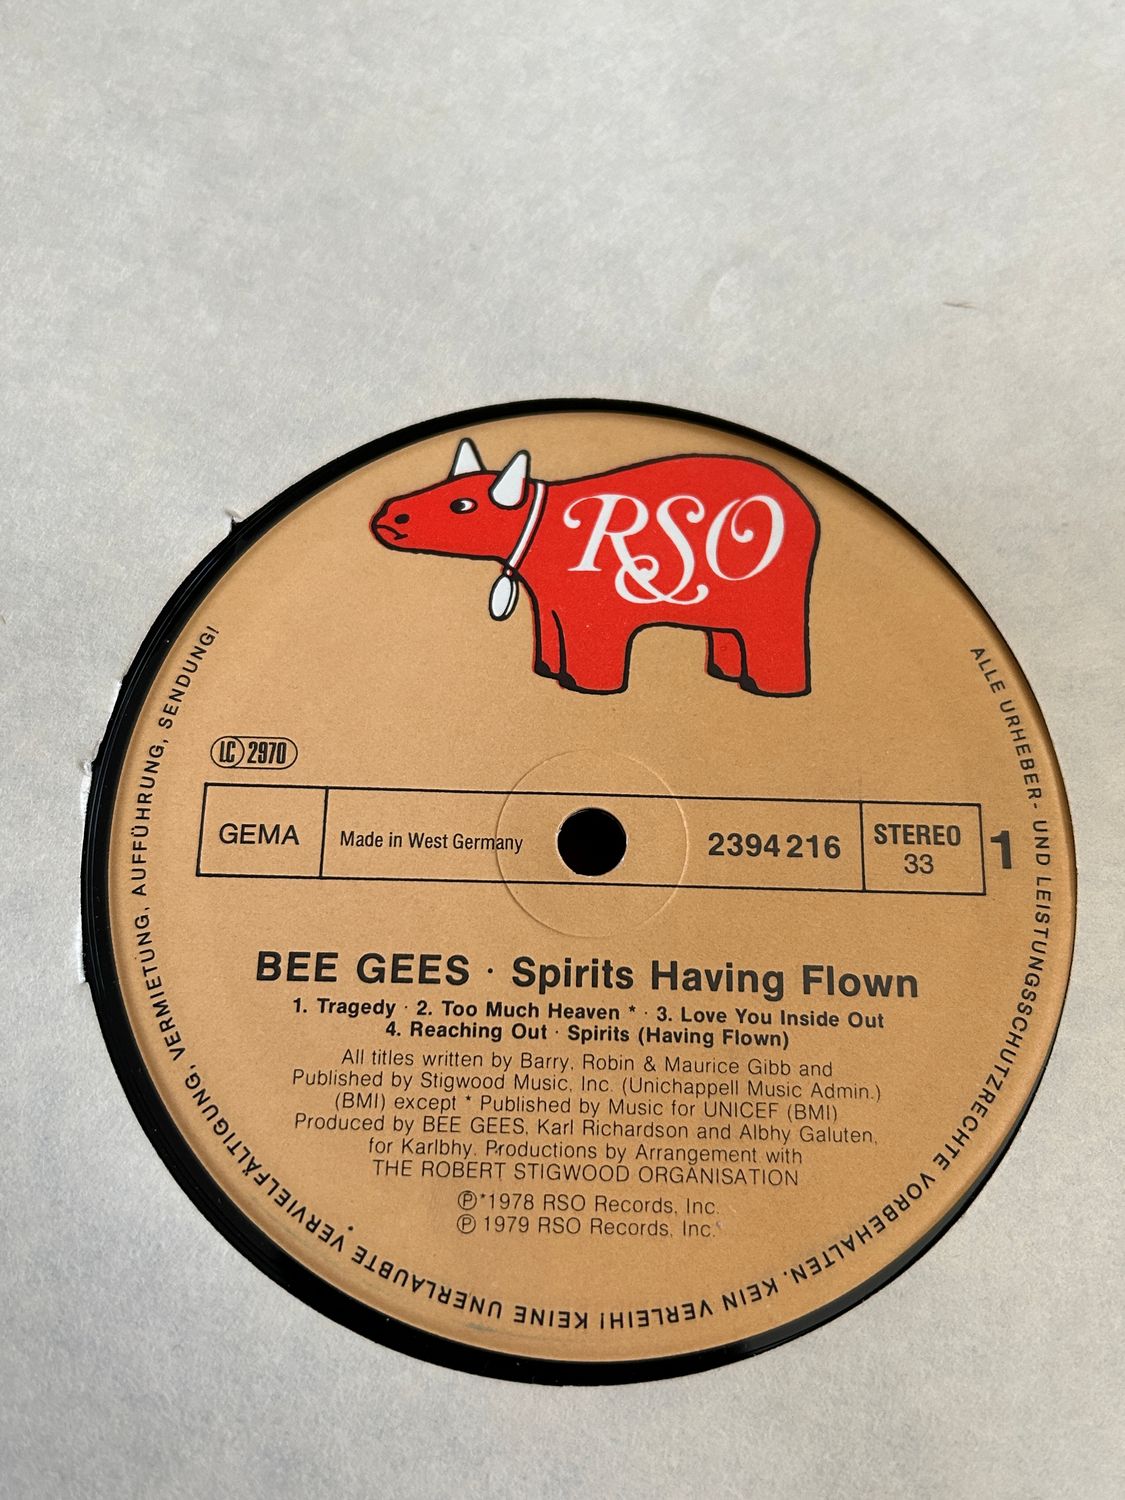 RSO
LC 2970
GEMA
Made in West Germany
2394 216
STEREO
33
1
BEE GEES · Spirits Having Flown
1. Tragedy · 2. Too Much Heaven * · 3. Love You Inside Out
4. Reaching Out · Spirits (Having Flown)
All titles written by Barry, Robin & Maurice Gibb and
Published by Stigwood Music, Inc. (Unichappell Music Admin.)
(BMI) except * Published by Music for UNICEF (BMI)
Produced by BEE GEES, Karl Richardson and Albhy Galuten,
for Karlbhy. Productions by Arrangement with
THE ROBERT STIGWOOD ORGANISATION
Ⓟ*1978 RSO Records, Inc.
Ⓟ 1979 RSO Records, Inc.
ALLE URHEBER- UND LEISTUNGSSCHUTZRECHTE VORBEHALTEN. KEIN VERLEIH! KEINE UNERLAUBTE VERVIELFÄLTIGUNG, VERMIETUNG, AUFFÜHRUNG, SENDUNG!